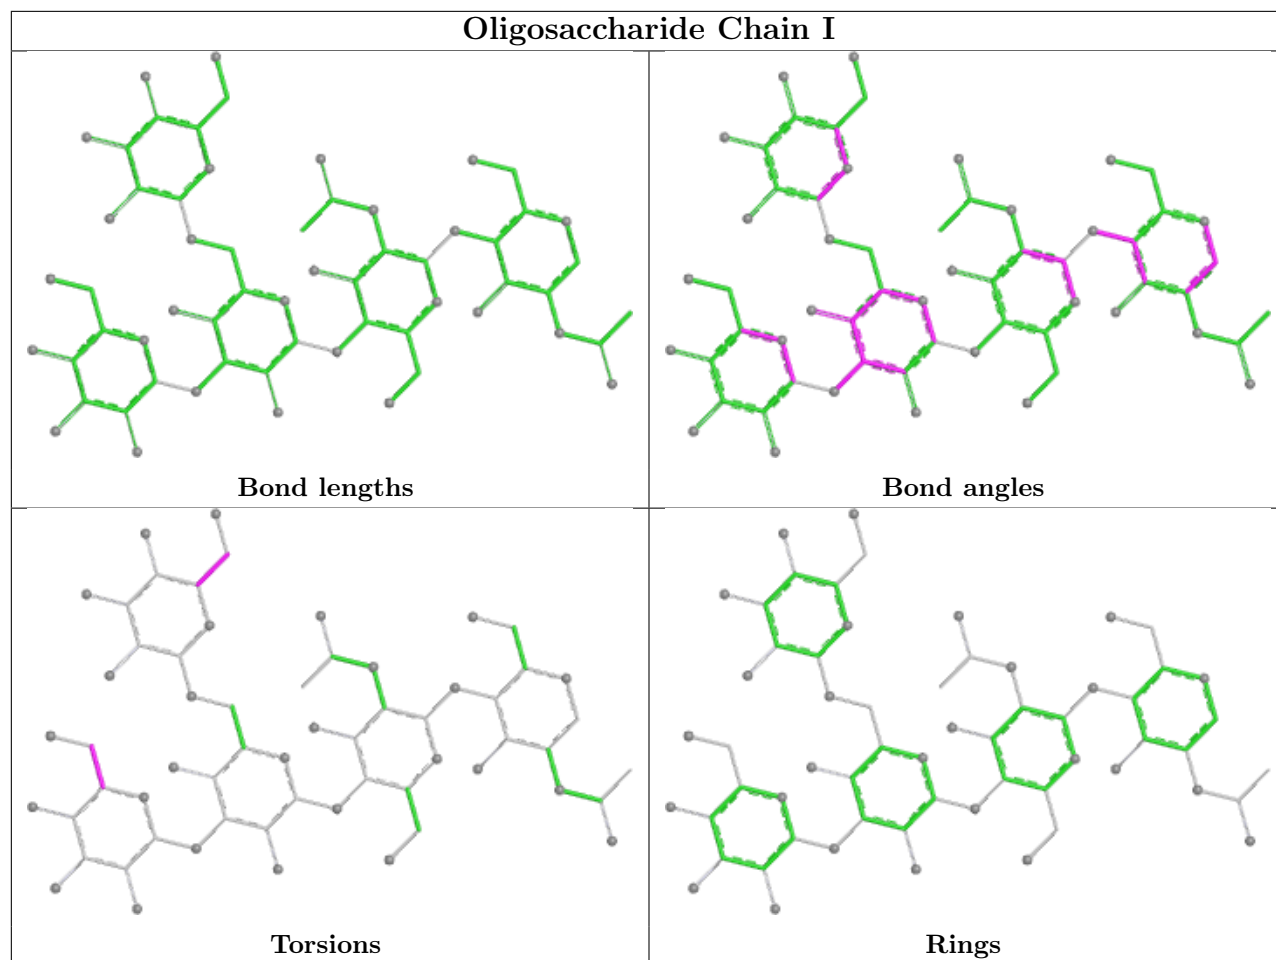 Oligosaccharide Chain I
Bond lengths
Bond angles
Torsions
Rings